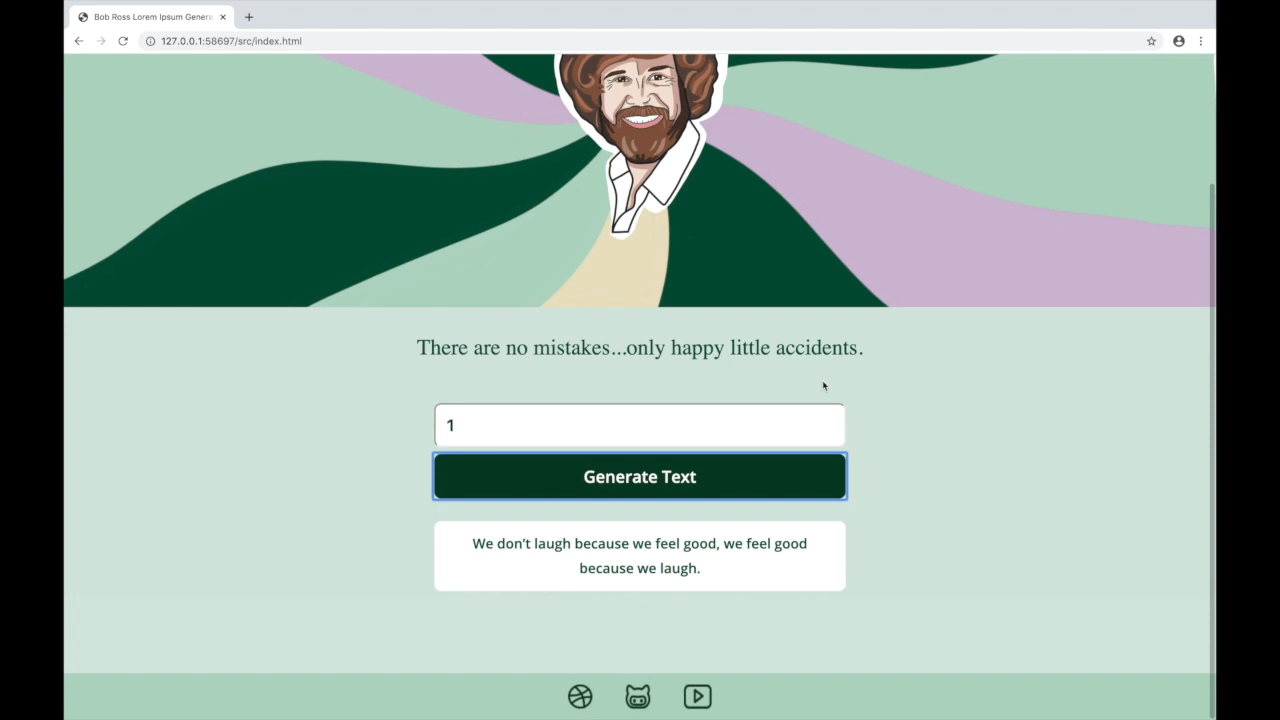 Bob Ross Lorem Ipsum Genera
127.0.0.1:58697/src/index.html
There are no mistakes...only happy little accidents.
1
Generate Text
We don’t laugh because we feel good, we feel good
because we laugh.